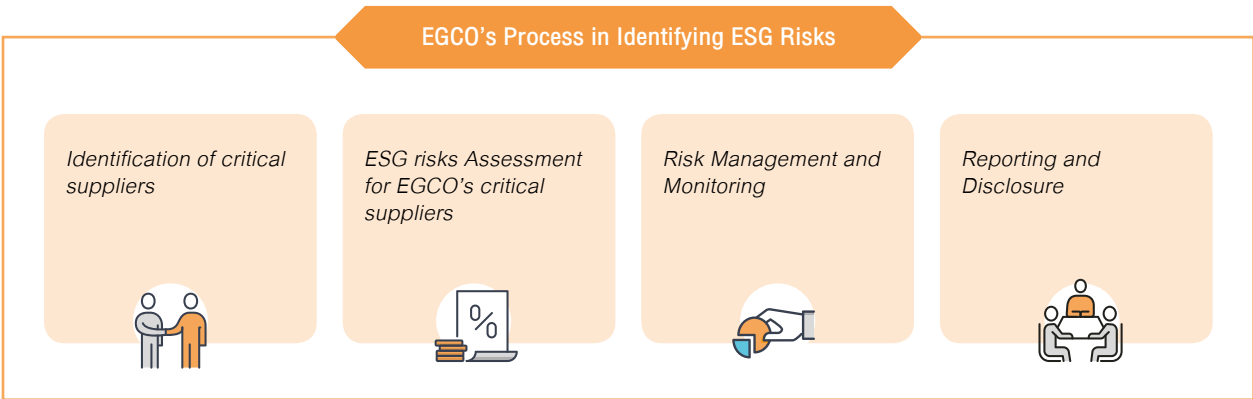 EGCO’s Process in Identifying ESG Risks
Identification of critical
suppliers
ESG risks Assessment
for EGCO’s critical
suppliers
%
Risk Management and
Monitoring
Reporting and
Disclosure